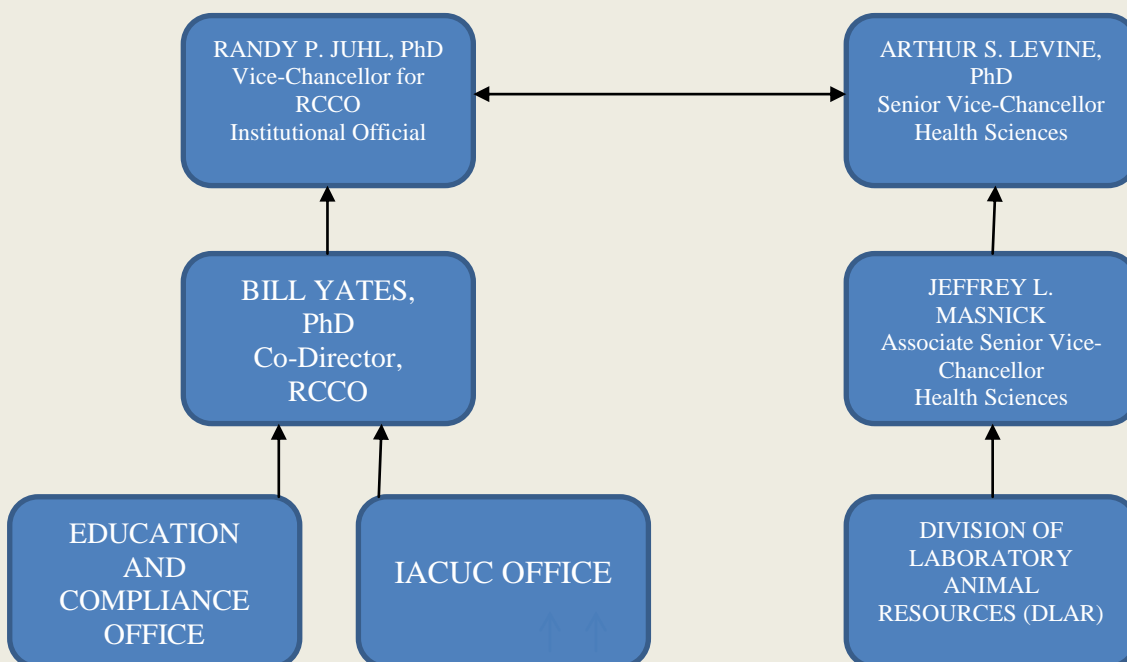 RANDY P. JUHL, PhD
Vice-Chancellor for
RCCO
Institutional Official
ARTHUR S. LEVINE,
PhD
Senior Vice-Chancellor
Health Sciences
BILL YATES,
PhD
Co-Director,
RCCO
JEFFREY L.
MASNICK
Associate Senior Vice-
Chancellor
Health Sciences
EDUCATION
AND
COMPLIANCE
OFFICE
IACUC OFFICE
DIVISION OF
LABORATORY
ANIMAL
RESOURCES (DLAR)